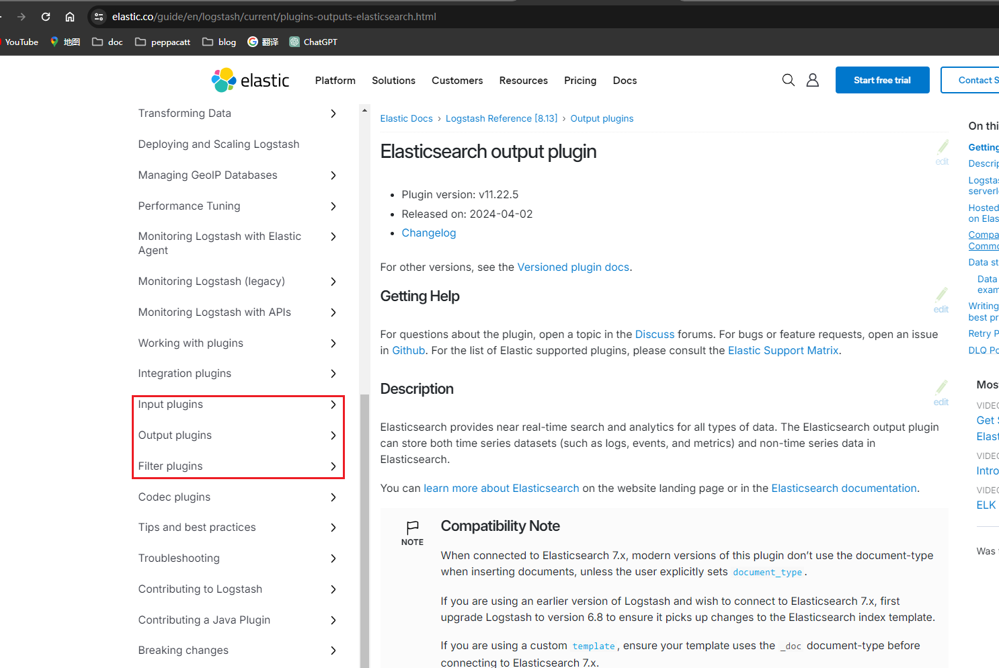 elastic.co/guide/en/logstash/current/plugins-outputs-elasticsearch.html
YouTube 地图 doc peppacatt blog 翻译 ChatGPT
elastic Platform Solutions Customers Resources Pricing Docs Start free trial Contact S
Transforming Data
Deploying and Scaling Logstash
Managing GeoIP Databases
Performance Tuning
Monitoring Logstash with Elastic
Agent
Monitoring Logstash (legacy)
Monitoring Logstash with APIs
Working with plugins
Integration plugins
Input plugins
Output plugins
Filter plugins
Codec plugins
Tips and best practices
Troubleshooting
Contributing to Logstash
Contributing a Java Plugin
Breaking changes
Elastic Docs › Logstash Reference [8.13] › Output plugins
Elasticsearch output plugin
edit
• Plugin version: v11.22.5
• Released on: 2024-04-02
• Changelog
For other versions, see the Versioned plugin docs.
Getting Help
edit
For questions about the plugin, open a topic in the Discuss forums. For bugs or feature requests, open an issue
in Github. For the list of Elastic supported plugins, please consult the Elastic Support Matrix.
Description
edit
Elasticsearch provides near real-time search and analytics for all types of data. The Elasticsearch output plugin
can store both time series datasets (such as logs, events, and metrics) and non-time series data in
Elasticsearch.
You can learn more about Elasticsearch on the website landing page or in the Elasticsearch documentation.
NOTE
Compatibility Note
When connected to Elasticsearch 7.x, modern versions of this plugin don’t use the document-type
when inserting documents, unless the user explicitly sets document_type.
If you are using an earlier version of Logstash and wish to connect to Elasticsearch 7.x, first
upgrade Logstash to version 6.8 to ensure it picks up changes to the Elasticsearch index template.
If you are using a custom template, ensure your template uses the _doc document-type before
connecting to Elasticsearch 7.x.
On thi
Getting
Descrip
Logstas
serverl
Hosted
on Elas
Compa
Commo
Data st
Data
exam
Writing
best pr
Retry P
DLQ Po
Mos
VIDEO
Get S
Elast
VIDEO
Intro
VIDEO
ELK
Was